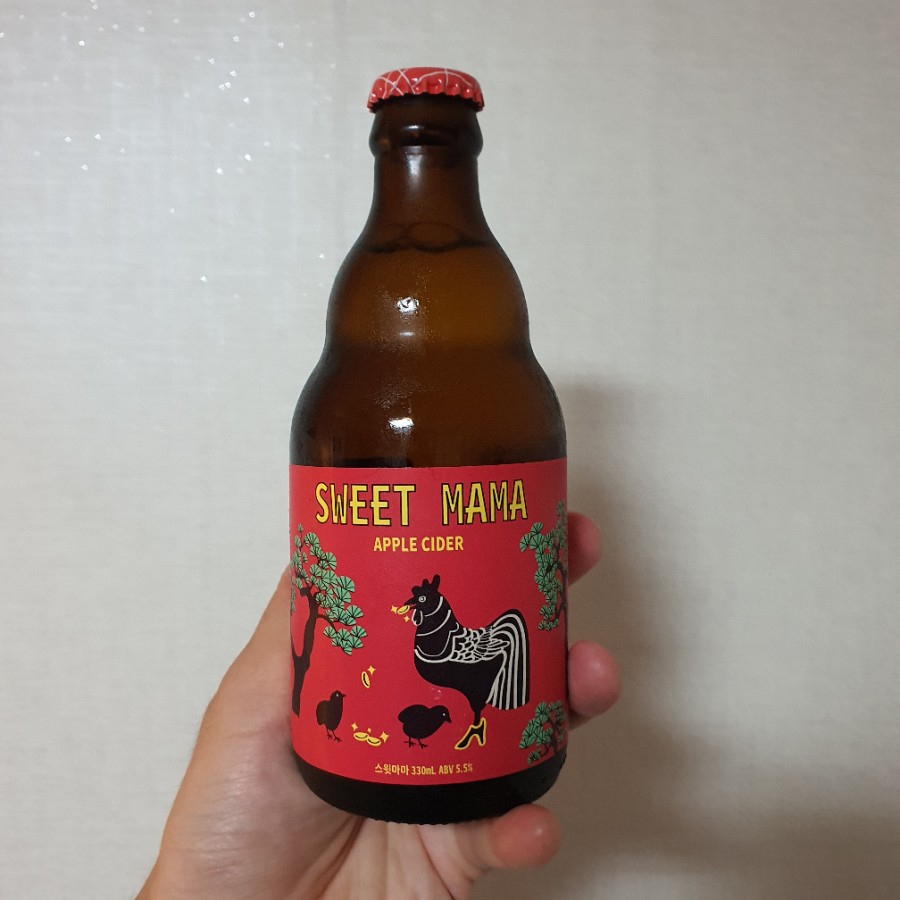 SWEET MAMA
APPLE CIDER
스윗마마 330mL ABV 5.5%